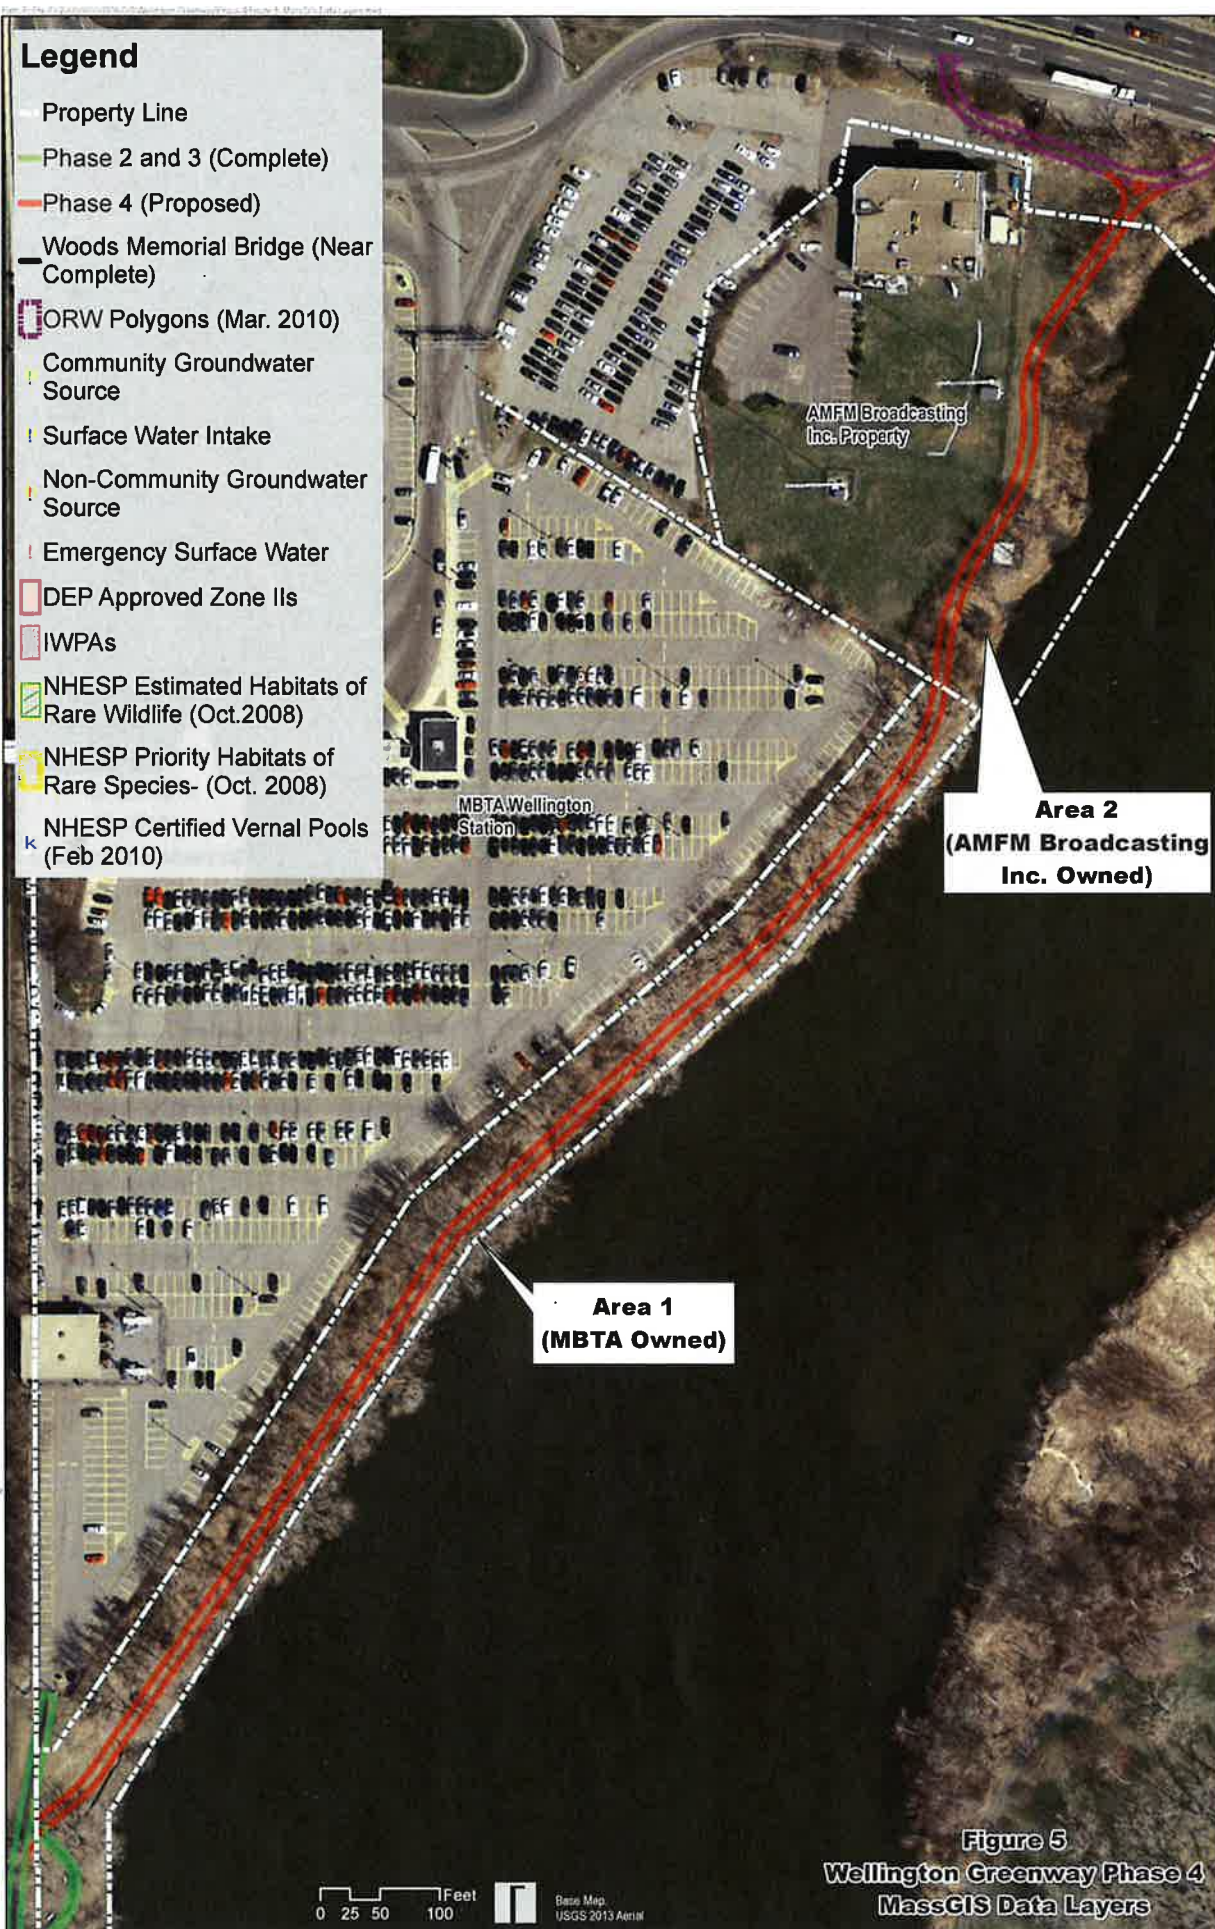 Legend
Property Line
Phase 2 and 3 (Complete)
Phase 4 (Proposed)
Woods Memorial Bridge (Near
Complete)
ORW Polygons (Mar. 2010)
Community Groundwater
Source
Surface Water Intake
Non-Community Groundwater
Source
Emergency Surface Water
DEP Approved Zone IIs
IWPAs
NHESP Estimated Habitats of
Rare Wildlife (Oct.2008)
NHESP Priority Habitats of
Rare Species- (Oct. 2008)
k NHESP Certified Vernal Pools
(Feb 2010)
AMFM Broadcasting
Inc. Property
MBTA Wellington
Station
Area 2
(AMFM Broadcasting
Inc. Owned)
Area 1
(MBTA Owned)
Feet
0 25 50 100
Base Map:
USGS 2013 Aerial
Figure 5
Wellington Greenway Phase 4
MassGIS Data Layers